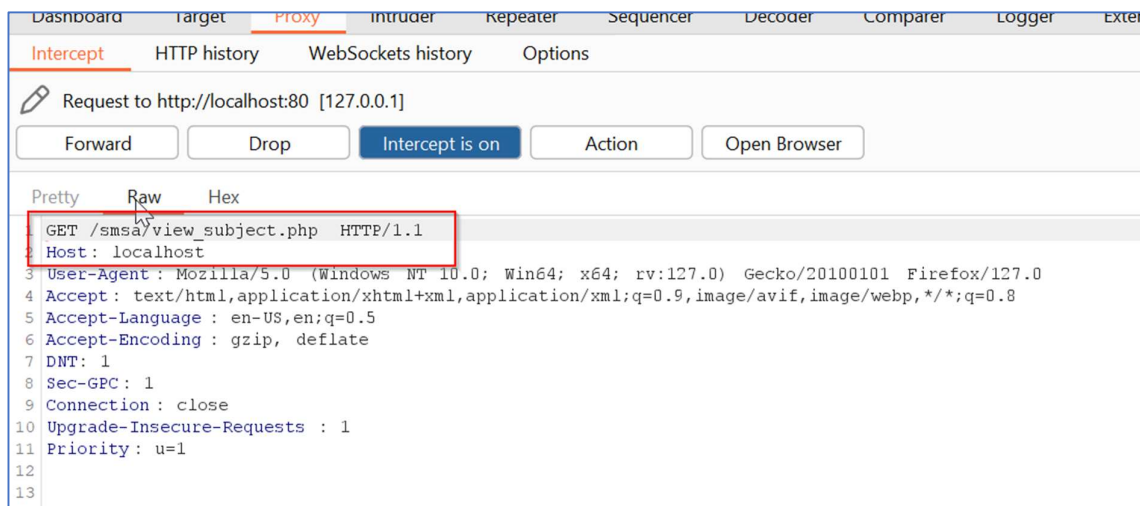 Dashboard Target Proxy Intruder Repeater Sequencer Decoder Comparer Logger
Intercept HTTP history WebSockets history Options
Request to http://localhost:80 [127.0.0.1]
Forward Drop Intercept is on Action Open Browser
Pretty Raw Hex
1 GET /smsa/view_subject.php HTTP/1.1
2 Host: localhost
3 User-Agent: Mozilla/5.0 (Windows NT 10.0; Win64; x64; rv:127.0) Gecko/20100101 Firefox/127.0
4 Accept: text/html,application/xhtml+xml,application/xml;q=0.9,image/avif,image/webp,*/*;q=0.8
5 Accept-Language: en-US,en;q=0.5
6 Accept-Encoding: gzip, deflate
7 DNT: 1
8 Sec-GPC: 1
9 Connection: close
10 Upgrade-Insecure-Requests: 1
11 Priority: u=1
12
13